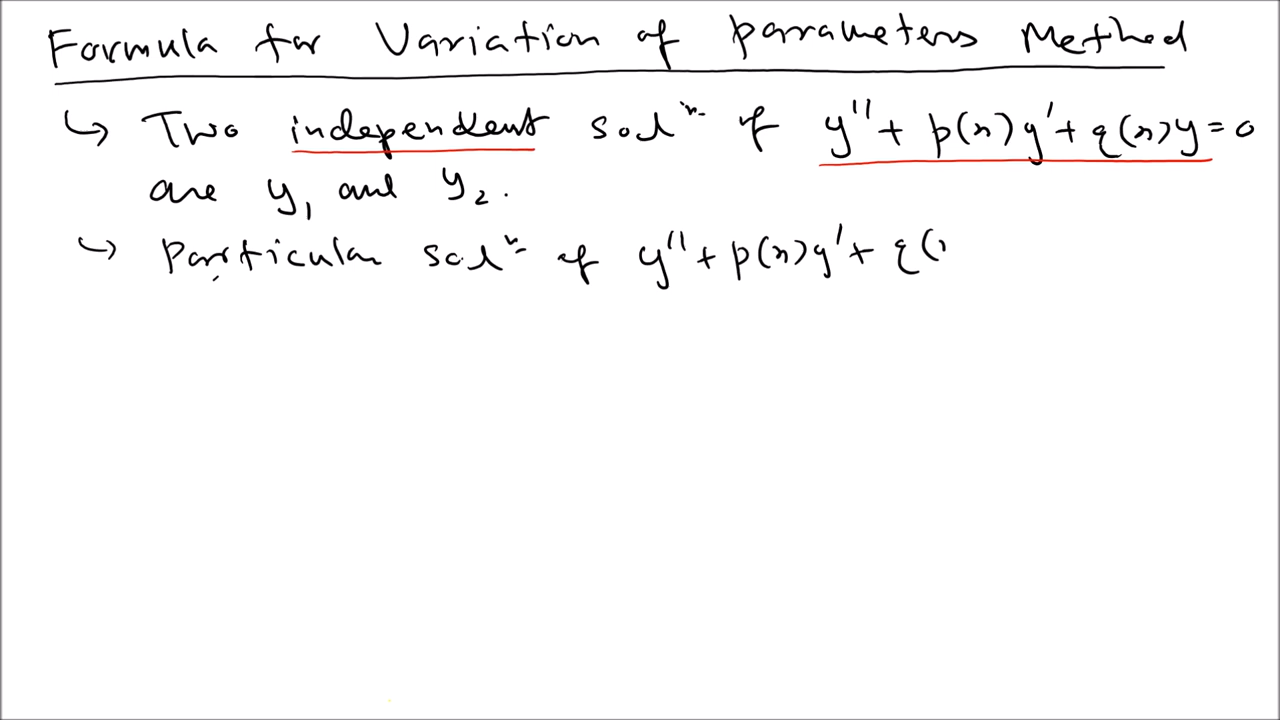 Formula for Variation of parameters Method
↳ Two independent solⁿ of y'' + p(x)y' + q(x)y = 0
are y₁ and y₂.
↳ Particular solⁿ of y'' + p(x)y' + q(